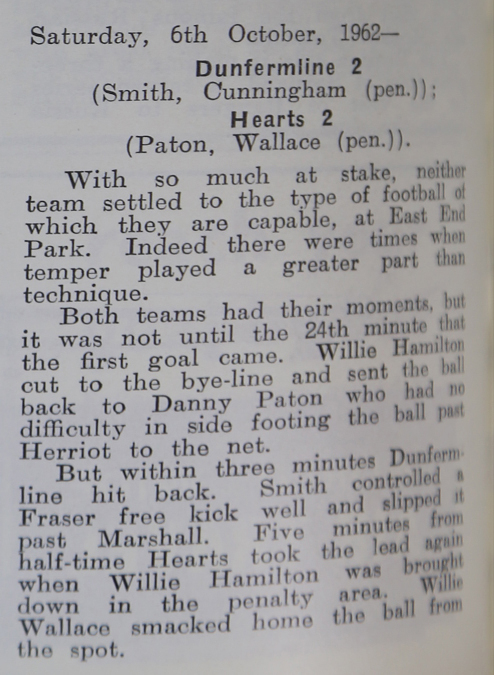 Saturday, 6th October, 1962—
Dunfermline 2
(Smith, Cunningham (pen.));
Hearts 2
(Paton, Wallace (pen.)).
With so much at stake, neither
team settled to the type of football of
which they are capable, at East End
Park. Indeed there were times when
temper played a greater part than
technique.
Both teams had their moments, but
it was not until the 24th minute that
the first goal came. Willie Hamilton
cut to the bye-line and sent the ball
back to Danny Paton who had no
difficulty in side footing the ball past
Herriot to the net.
But within three minutes Dunferm-
line hit back. Smith controlled a
Fraser free kick well and slipped it
past Marshall. Five minutes from
half-time Hearts took the lead again
when Willie Hamilton was brought
down in the penalty area. Willie
Wallace smacked home the ball from
the spot.